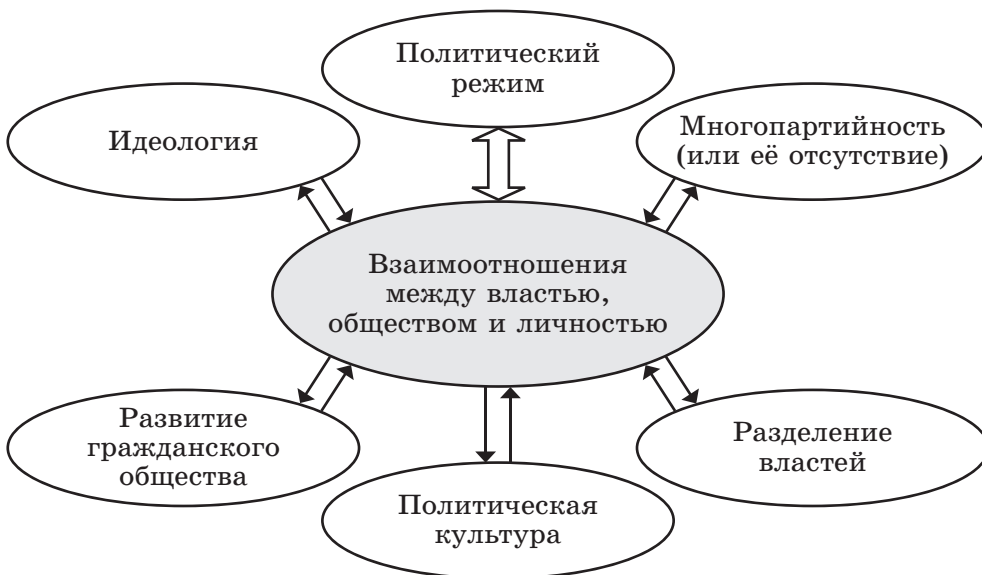 Политический
режим
Идеология
Многопартийность
(или её отсутствие)
Взаимоотношения
между властью,
обществом и личностью
Развитие
гражданского
общества
Политическая
культура
Разделение
властей